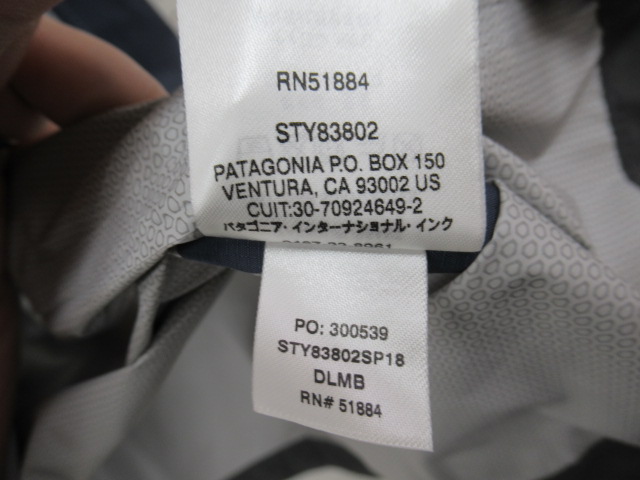 RN51884
STY83802
PATAGONIA P.O. BOX 150
VENTURA, CA 93002 US
CUIT:30-70924649-2
パタゴニア・インターナショナル・インク
PO: 300539
STY83802SP18
DLMB
RN# 51884